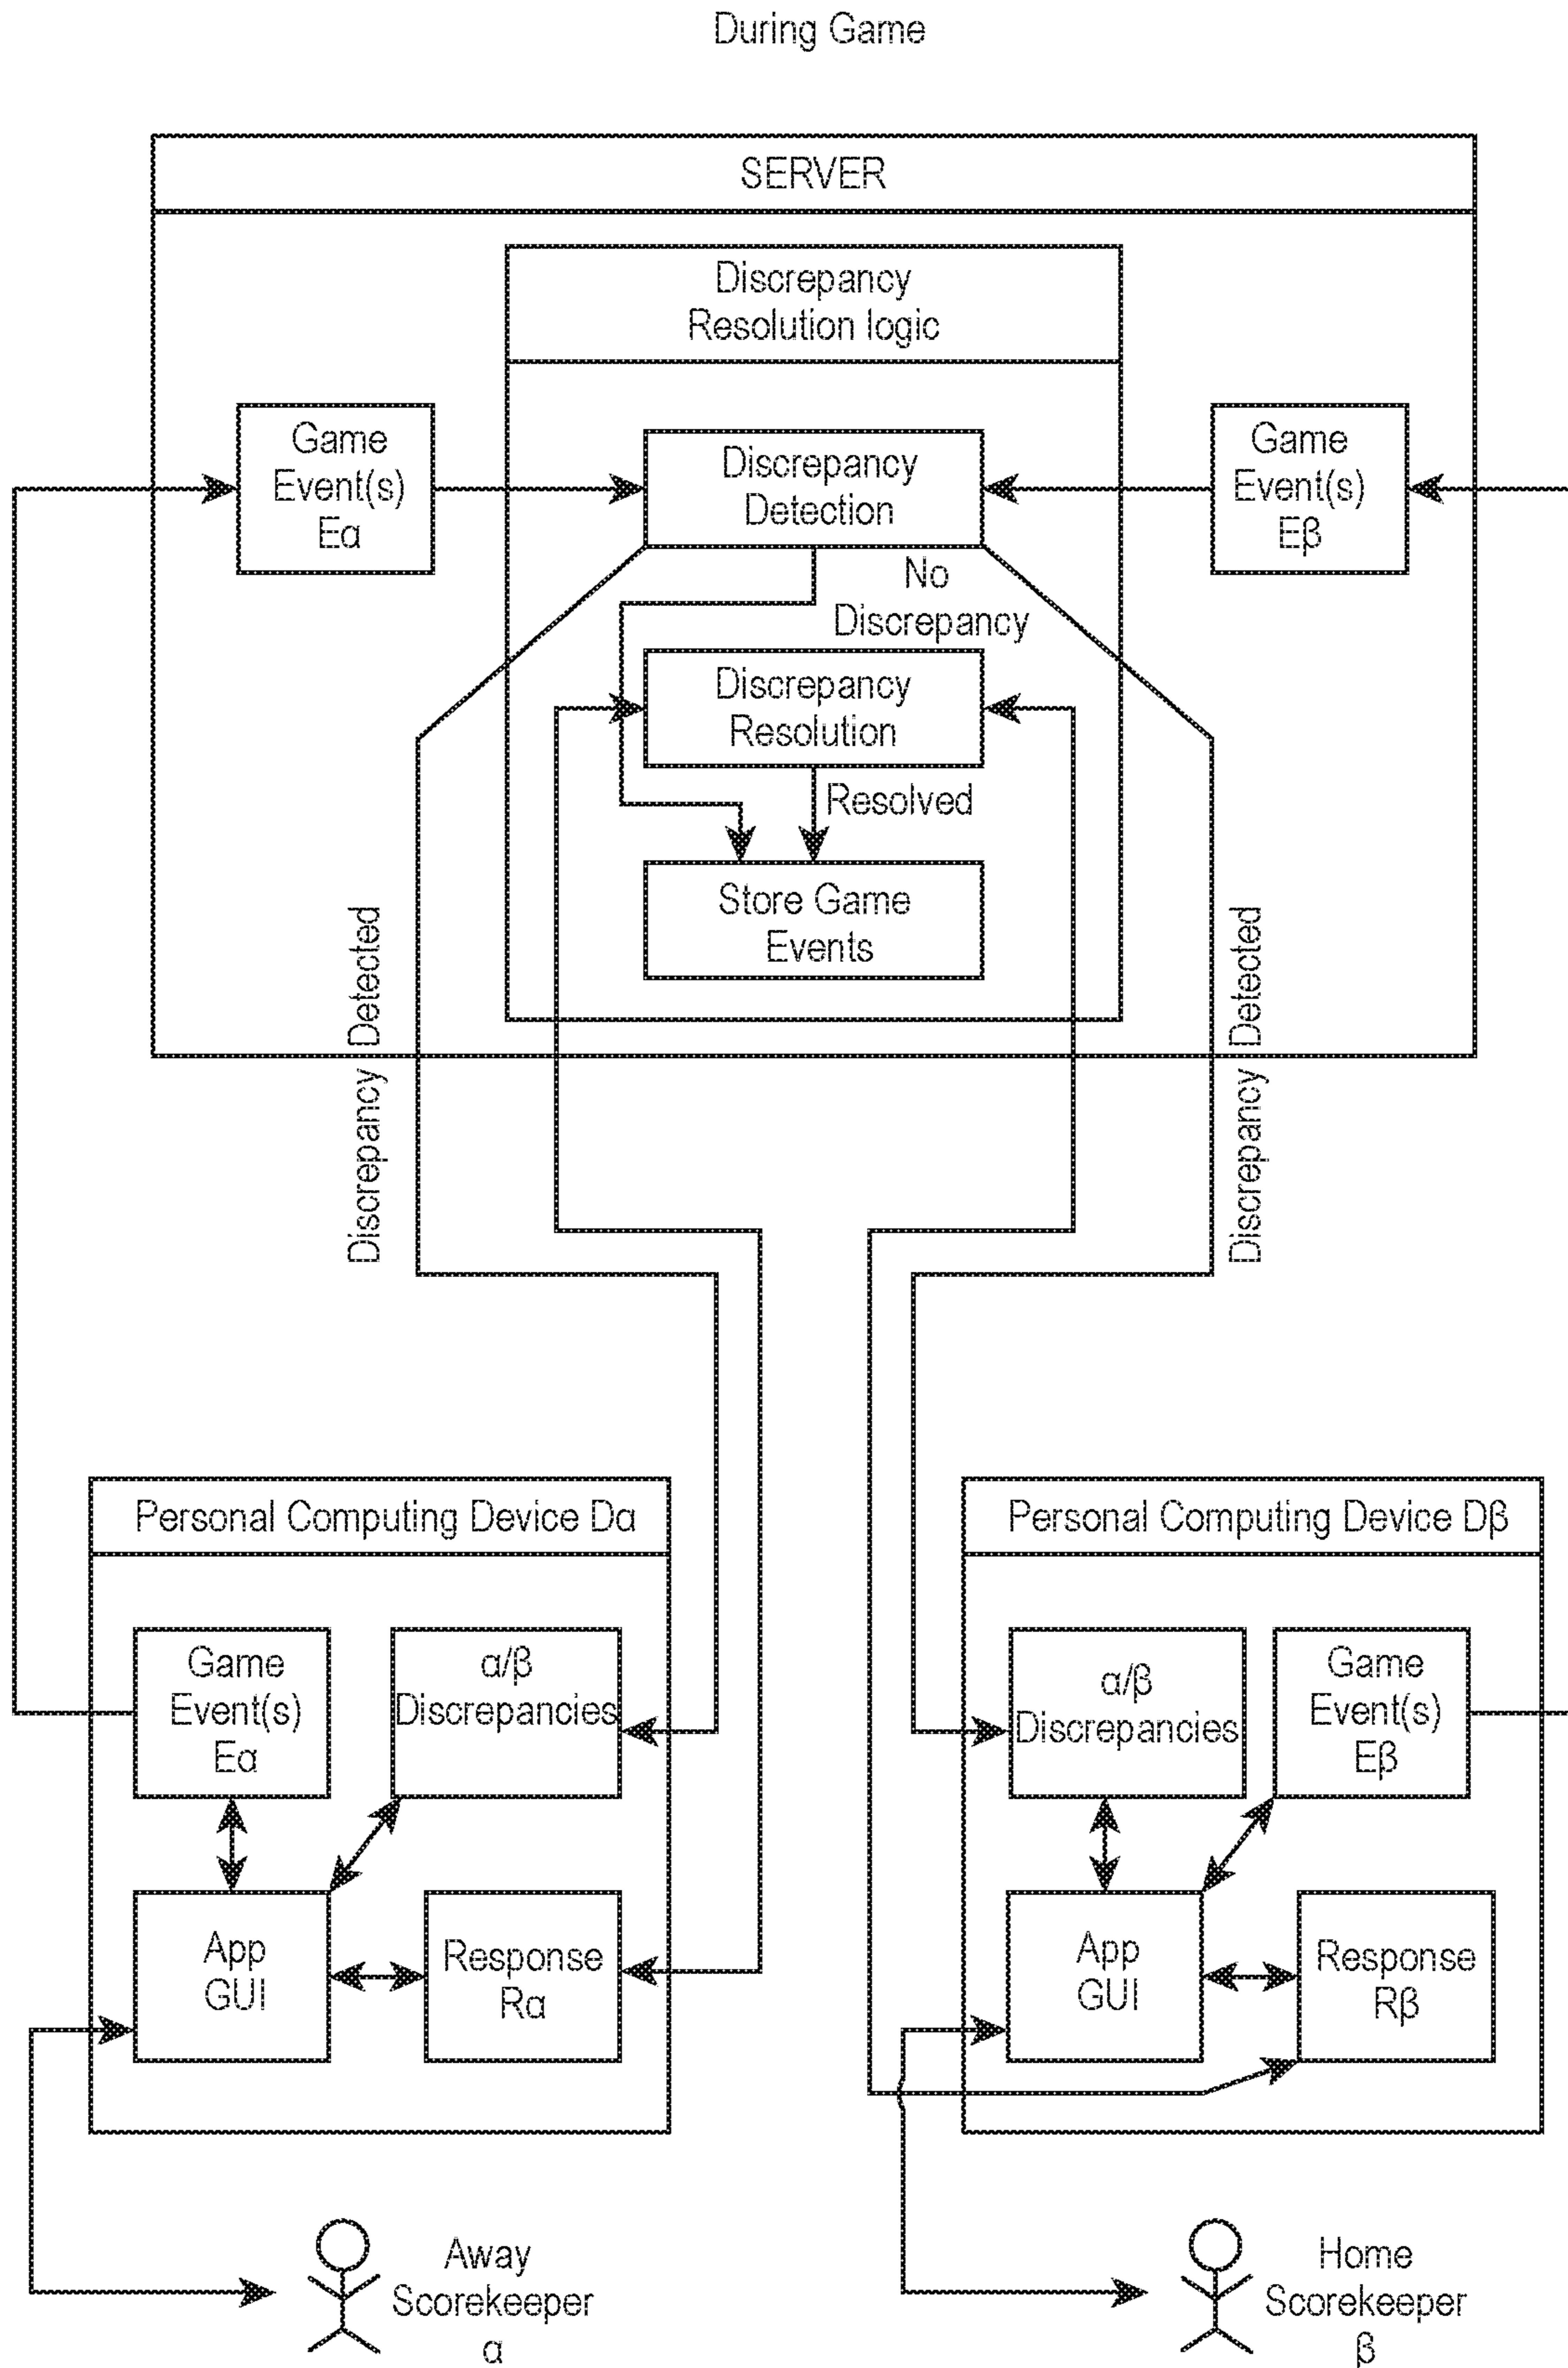 During Game
SERVER
Discrepancy
Resolution logic
Game
Event(s)
Eα
Discrepancy
Detection
Game
Event(s)
Eβ
No
Discrepancy
Discrepancy
Resolution
Resolved
Store Game
Events
Discrepancy Detected
Discrepancy Detected
Personal Computing Device Dα
Game
Event(s)
Eα
α/β
Discrepancies
App
GUI
Response
Rα
Personal Computing Device Dβ
α/β
Discrepancies
Game
Event(s)
Eβ
App
GUI
Response
Rβ
Away
Scorekeeper
α
Home
Scorekeeper
β